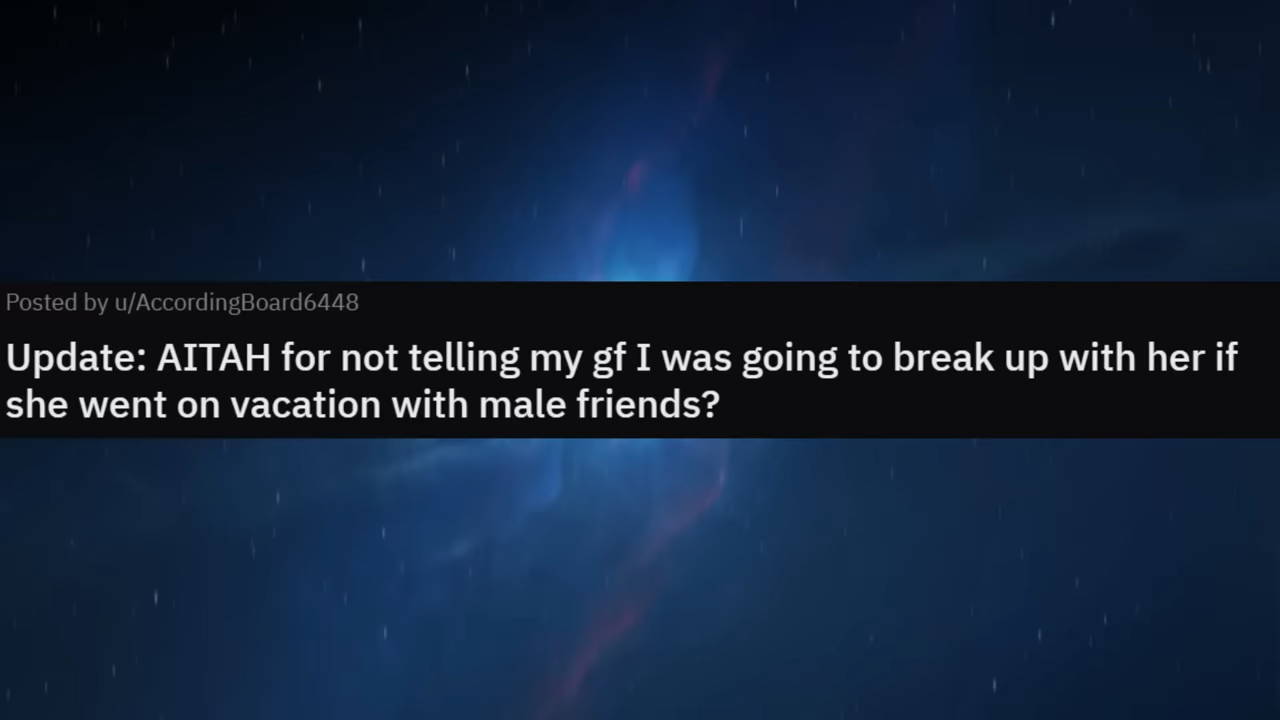 Posted by u/AccordingBoard6448
Update: AITAH for not telling my gf I was going to break up with her if
she went on vacation with male friends?